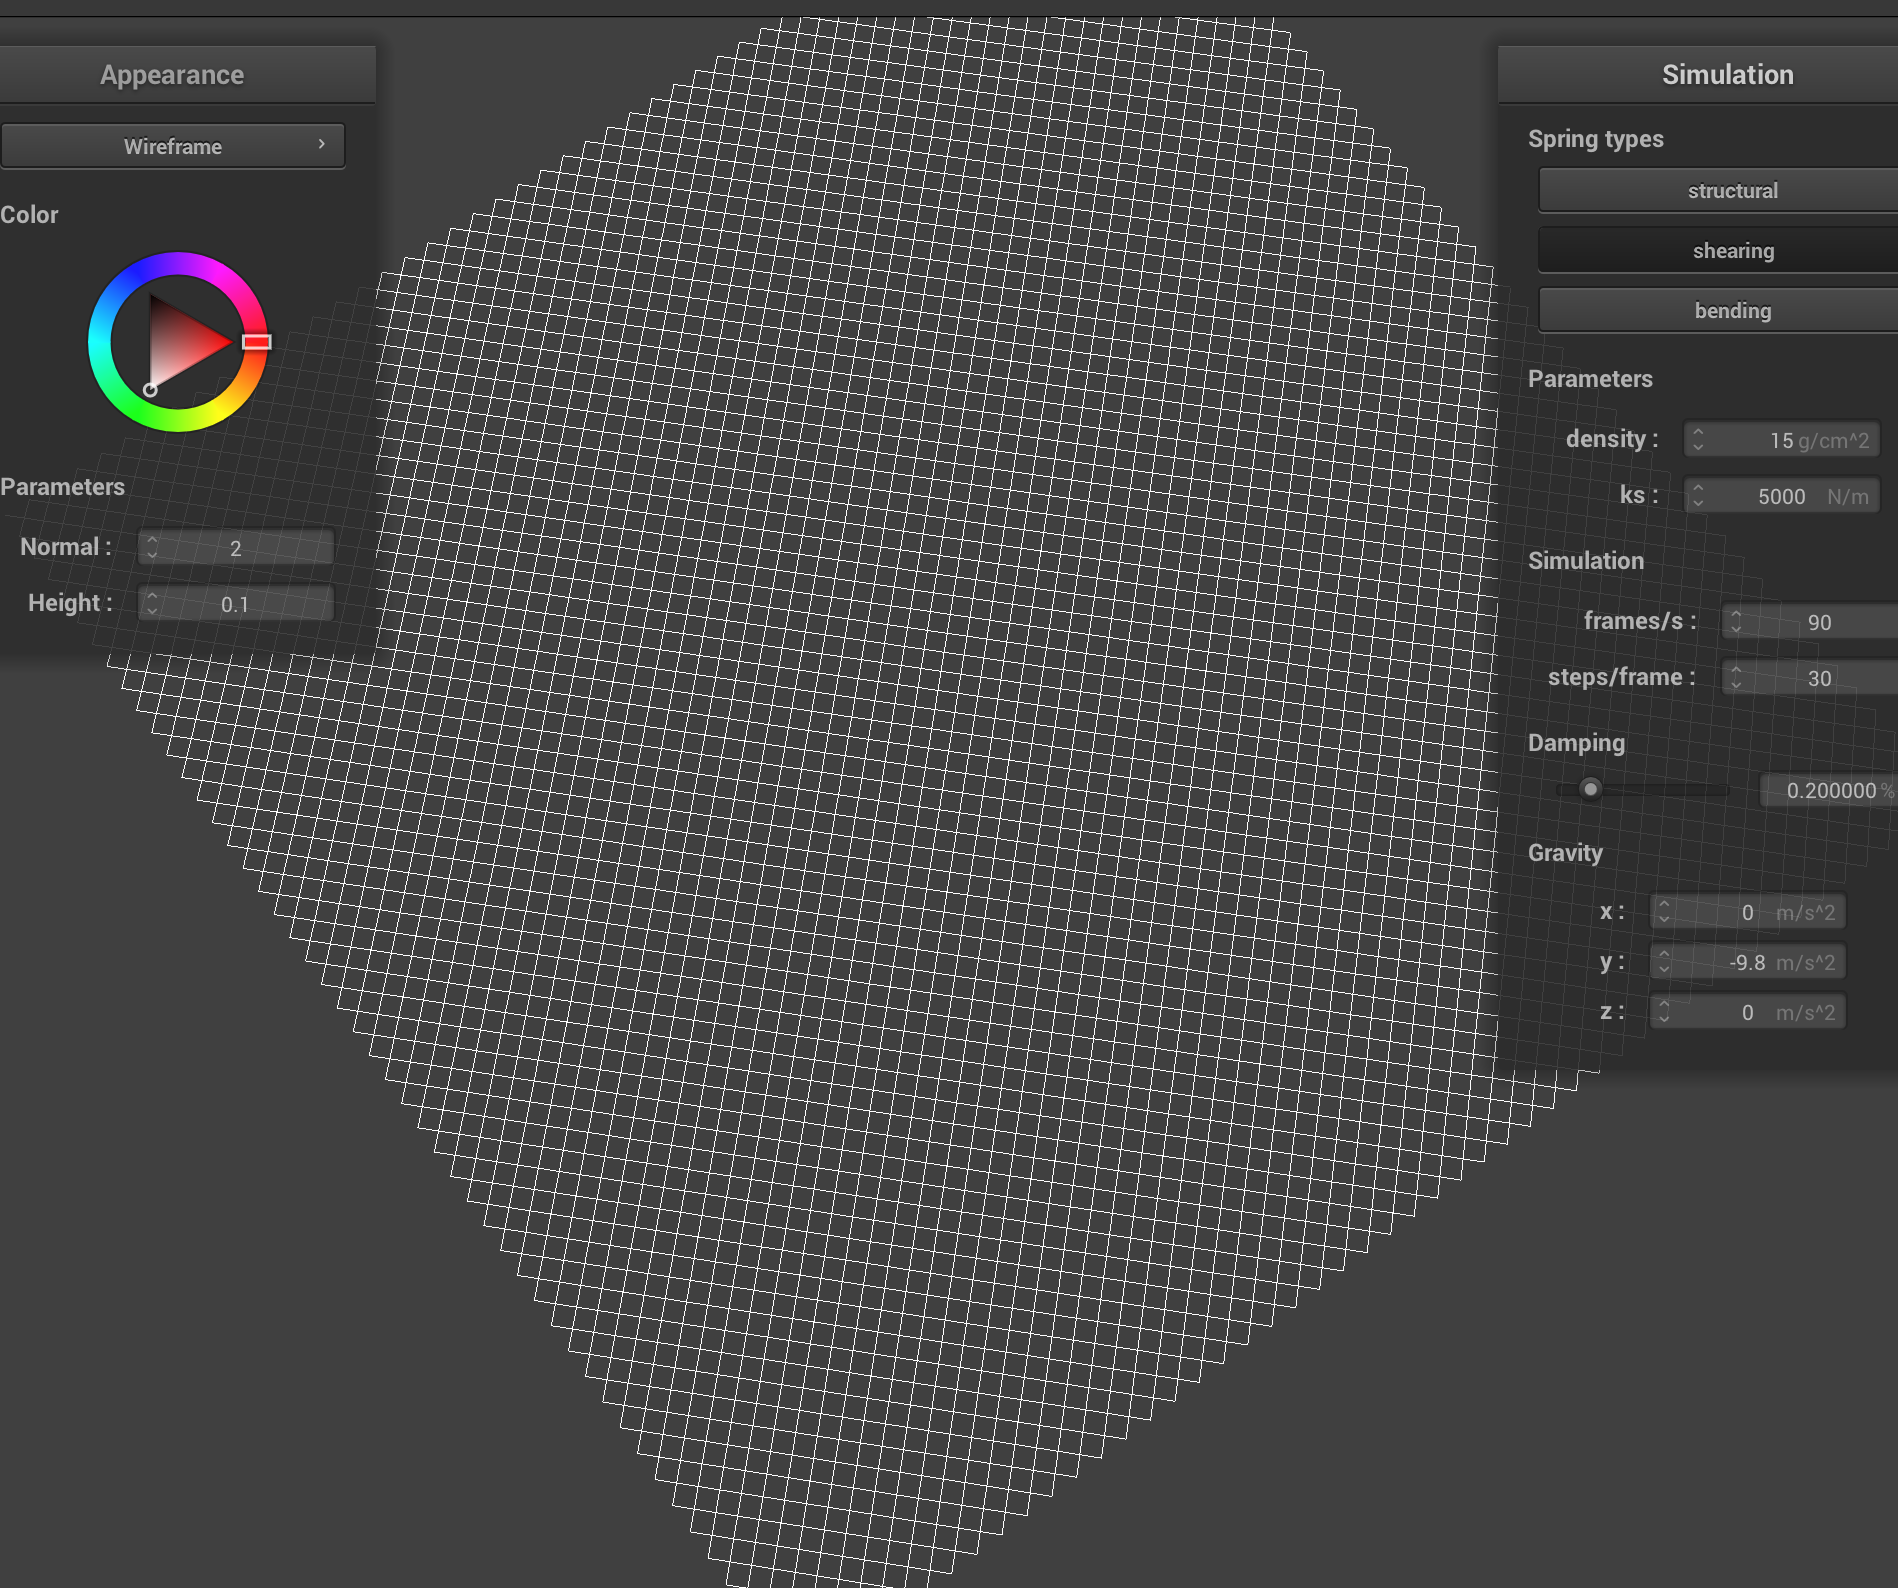 Appearance
Wireframe
Color
Parameters
Normal : 2
Height : 0.1
Simulation
Spring types
structural
shearing
bending
Parameters
density : 15 g/cm^2
ks : 5000 N/m
Simulation
frames/s : 90
steps/frame : 30
Damping
0.200000 %
Gravity
x : 0 m/s^2
y : -9.8 m/s^2
z : 0 m/s^2